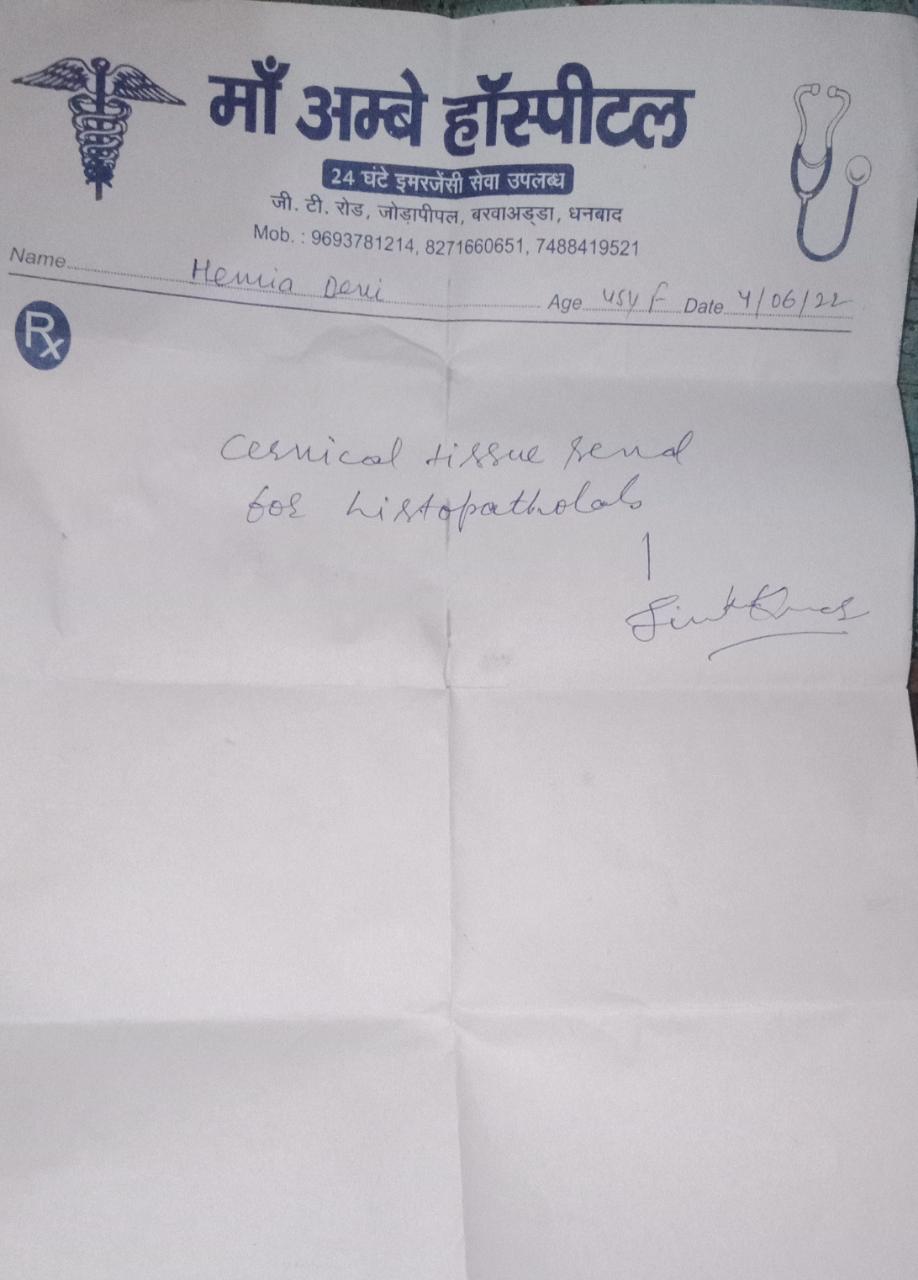 माँ अम्बे हॉस्पीटल
24 घंटे इमरजेंसी सेवा उपलब्ध
जी. टी. रोड, जोड़ापीपल, बरवाअड्डा, धनबाद
Mob. : 9693781214, 8271660651, 7488419521
Name Hemia Devi Age 45y F Date 4/06/22
Rx
Cervical tissue send
for histopatholab